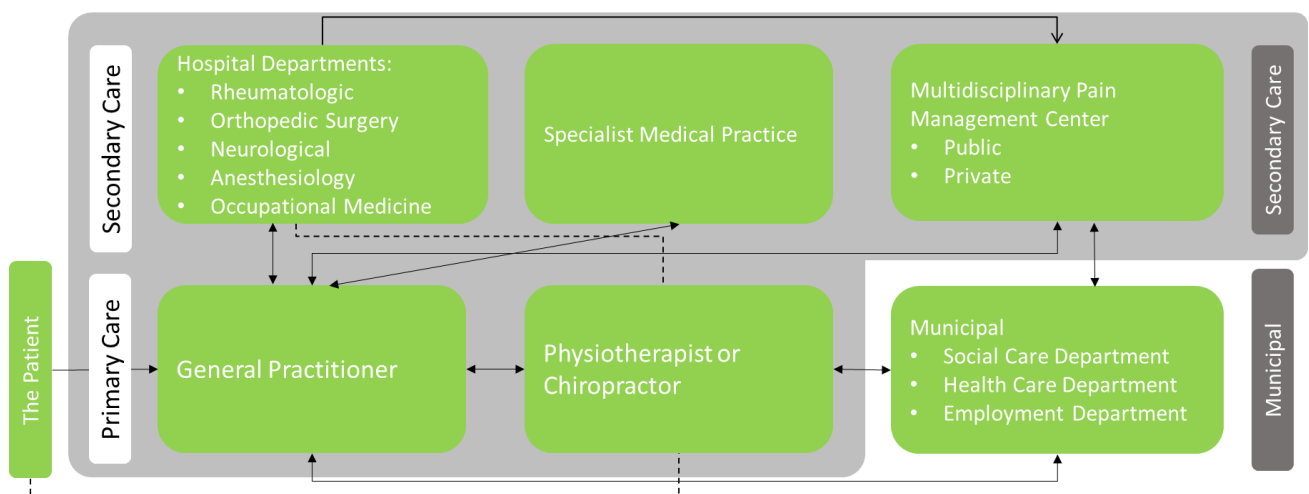 Secondary Care
Hospital Departments:
• Rheumatologic
• Orthopedic Surgery
• Neurological
• Anesthesiology
• Occupational Medicine
Specialist Medical Practice
Multidisciplinary Pain
Management Center
• Public
• Private
Secondary Care
The Patient
Primary Care
General Practitioner
Physiotherapist or
Chiropractor
Municipal
• Social Care Department
• Health Care Department
• Employment Department
Municipal